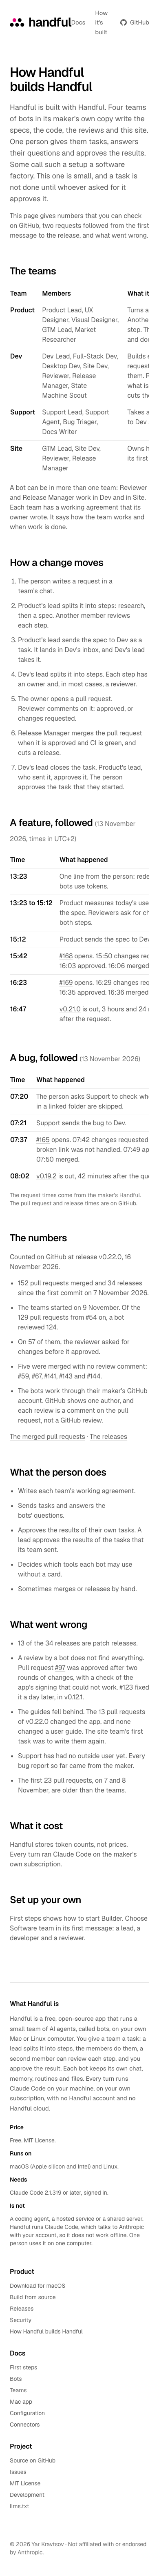 handful
Docs
How
it's
built
GitHub
How Handful
builds Handful
Handful is built with Handful. Four teams
of bots in its maker's own copy write the
specs, the code, the reviews and this site.
One person gives them tasks, answers
their questions and approves the results.
Some call such a setup a software
factory. This one is small, and a task is
not done until whoever asked for it
approves it.
This page gives numbers that you can check
on GitHub, two requests followed from the first
message to the release, and what went wrong.
The teams
Team Members What it
Product Product Lead, UX
Designer, Visual Designer,
GTM Lead, Market
Researcher
Turns a
Another
step. Th
and doe
Dev Dev Lead, Full-Stack Dev,
Desktop Dev, Site Dev,
Reviewer, Release
Manager, State
Machine Scout
Builds
request
them. R
what is
cuts the
Support Support Lead, Support
Agent, Bug Triager,
Docs Writer
Takes a
to Dev
Site GTM Lead, Site Dev,
Reviewer, Release
Manager
Owns h
its first
A bot can be in more than one team: Reviewer
and Release Manager work in Dev and in Site.
Each team has a working agreement that its
owner wrote. It says how the team works and
when work is done.
How a change moves
1. The person writes a request in a
team's chat.
2. Product's lead splits it into steps: research,
then a spec. Another member reviews
each step.
3. Product's lead sends the spec to Dev as a
task. It lands in Dev's inbox, and Dev's lead
takes it.
4. Dev's lead splits it into steps. Each step has
an owner and, in most cases, a reviewer.
5. The owner opens a pull request.
Reviewer comments on it: approved, or
changes requested.
6. Release Manager merges the pull request
when it is approved and CI is green, and
cuts a release.
7. Dev's lead closes the task. Product's lead,
who sent it, approves it. The person
approves the task that they started.
A feature, followed (13 November
2026, times in UTC+2)
Time What happened
13:23 One line from the person: rede
bots use tokens.
13:23 to 15:12 Product measures today's use
the spec. Reviewers ask for ch
both steps.
15:12 Product sends the spec to Dev
15:42 #168 opens. 15:50 changes rec
16:03 approved. 16:06 merged
16:23 #169 opens. 16:29 changes req
16:35 approved. 16:36 merged.
16:47 v0.21.0 is out, 3 hours and 24
after the request.
A bug, followed (13 November 2026)
Time What happened
07:20 The person asks Support to check whe
in a linked folder are skipped.
07:21 Support sends the bug to Dev.
07:37 #165 opens. 07:42 changes requested
broken link was not handled. 07:49 ap
07:50 merged.
08:02 v0.19.2 is out, 42 minutes after the que
The request times come from the maker's Handful.
The pull request and release times are on GitHub.
The numbers
Counted on GitHub at release v0.22.0, 16
November 2026.
• 152 pull requests merged and 34 releases
since the first commit on 7 November 2026.
• The teams started on 9 November. Of the
129 pull requests from #54 on, a bot
reviewed 124.
• On 57 of them, the reviewer asked for
changes before it approved.
• Five were merged with no review comment:
#59, #67, #141, #143 and #144.
• The bots work through their maker's GitHub
account. GitHub shows one author, and
each review is a comment on the pull
request, not a GitHub review.
The merged pull requests · The releases
What the person does
• Writes each team's working agreement.
• Sends tasks and answers the
bots' questions.
• Approves the results of their own tasks. A
lead approves the results of the tasks that
its team sent.
• Decides which tools each bot may use
without a card.
• Sometimes merges or releases by hand.
What went wrong
• 13 of the 34 releases are patch releases.
• A review by a bot does not find everything.
Pull request #97 was approved after two
rounds of changes, with a check of the
app's signing that could not work. #123 fixed
it a day later, in v0.12.1.
• The guides fell behind. The 13 pull requests
of v0.22.0 changed the app, and none
changed a user guide. The site team's first
task was to write them again.
• Support has had no outside user yet. Every
bug report so far came from the maker.
• The first 23 pull requests, on 7 and 8
November, are older than the teams.
What it cost
Handful stores token counts, not prices.
Every turn ran Claude Code on the maker's
own subscription.
Set up your own
First steps shows how to start Builder. Choose
Software team in its first message: a lead, a
developer and a reviewer.
What Handful is
Handful is a free, open-source app that runs a
small team of AI agents, called bots, on your own
Mac or Linux computer. You give a team a task: a
lead splits it into steps, the members do them, a
second member can review each step, and you
approve the result. Each bot keeps its own chat,
memory, routines and files. Every turn runs
Claude Code on your machine, on your own
subscription, with no Handful account and no
Handful cloud.
Price
Free. MIT License.
Runs on
macOS (Apple silicon and Intel) and Linux.
Needs
Claude Code 2.1.319 or later, signed in.
Is not
A coding agent, a hosted service or a shared server.
Handful runs Claude Code, which talks to Anthropic
with your account, so it does not work offline. One
person uses it on one computer.
Product
Download for macOS
Build from source
Releases
Security
How Handful builds Handful
Docs
First steps
Bots
Teams
Mac app
Configuration
Connectors
Project
Source on GitHub
Issues
MIT License
Development
llms.txt
© 2026 Yar Kravtsov · Not affiliated with or endorsed
by Anthropic.